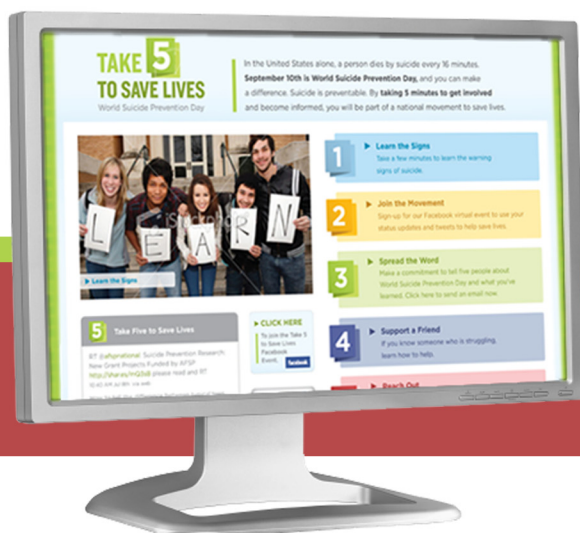 TAKE 5
TO SAVE LIVES
World Suicide Prevention Day
In the United States alone, a person dies by suicide every 16 minutes.
September 10th is World Suicide Prevention Day, and you can make
a difference. Suicide is preventable. By taking 5 minutes to get involved
and become informed, you will be part of a national movement to save lives.
L E A R N
iStockphoto
Learn the Signs
1
Learn the Signs
Take a few minutes to learn the warning
signs of suicide.
2
Join the Movement
Sign-up for our Facebook virtual event to use your
status updates and tweets to help save lives.
3
Spread the Word
Make a commitment to tell five people about
World Suicide Prevention Day and what you've
learned. Click here to send an email now.
4
Support a Friend
If you know someone who is struggling,
learn how to help.
Reach Out
5 Take Five to Save Lives
RT @afspnational: Suicide Prevention Research:
New Grant Projects Funded by AFSP
please read and RT
CLICK HERE
To join the Take 5
to Save Lives
Facebook
Event.
facebook